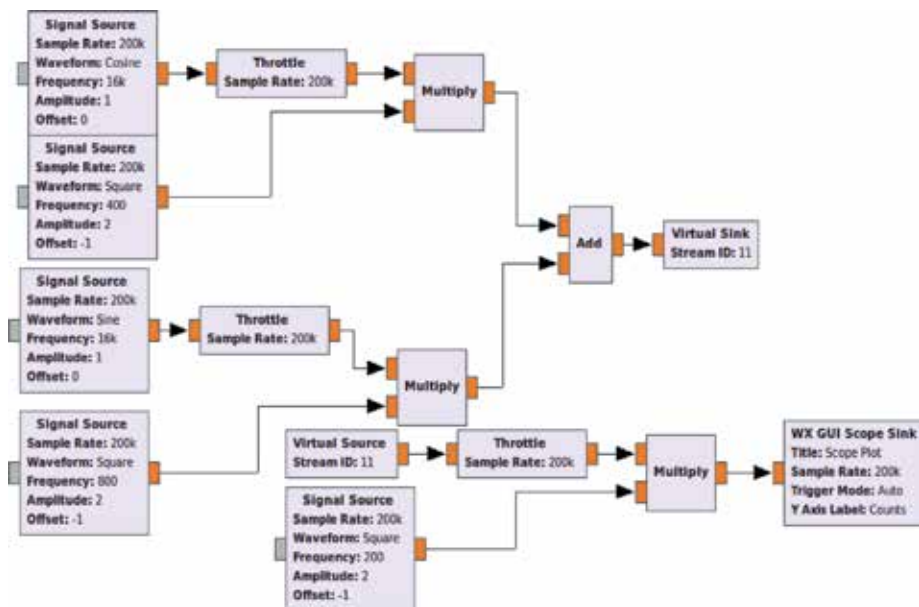 Signal Source
Sample Rate: 200k
Waveform: Cosine
Frequency: 16k
Amplitude: 1
Offset: 0
Throttle
Sample Rate: 200k
Multiply
Signal Source
Sample Rate: 200k
Waveform: Square
Frequency: 400
Amplitude: 2
Offset: -1
Add
Virtual Sink
Stream ID: 11
Signal Source
Sample Rate: 200k
Waveform: Sine
Frequency: 16k
Amplitude: 1
Offset: 0
Throttle
Sample Rate: 200k
Multiply
Signal Source
Sample Rate: 200k
Waveform: Square
Frequency: 800
Amplitude: 2
Offset: -1
Virtual Source
Stream ID: 11
Throttle
Sample Rate: 200k
Multiply
WX GUI Scope Sink
Title: Scope Plot
Sample Rate: 200k
Trigger Mode: Auto
Y Axis Label: Counts
Signal Source
Sample Rate: 200k
Waveform: Square
Frequency: 200
Amplitude: 2
Offset: -1